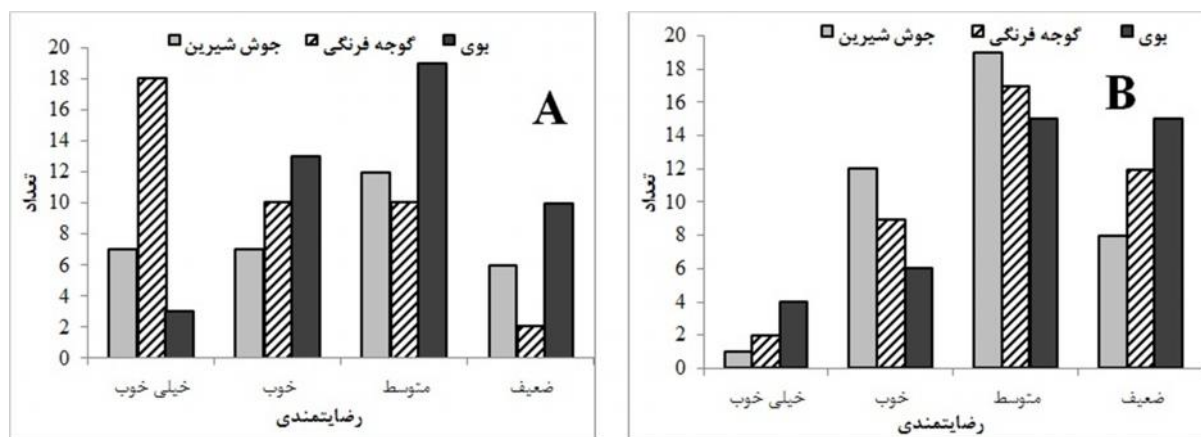 جوش شیرین گوجه فرنگی یوی
A
20
18
16
14
12
10
8
6
4
2
0
تعداد
خیلی خوب خوب متوسط ضعیف
رضایتمندی
جوش شیرین گوجه فرنگی یوی
B
20
18
16
14
12
10
8
6
4
2
0
تعداد
خیلی خوب خوب متوسط ضعیف
رضایتمندی